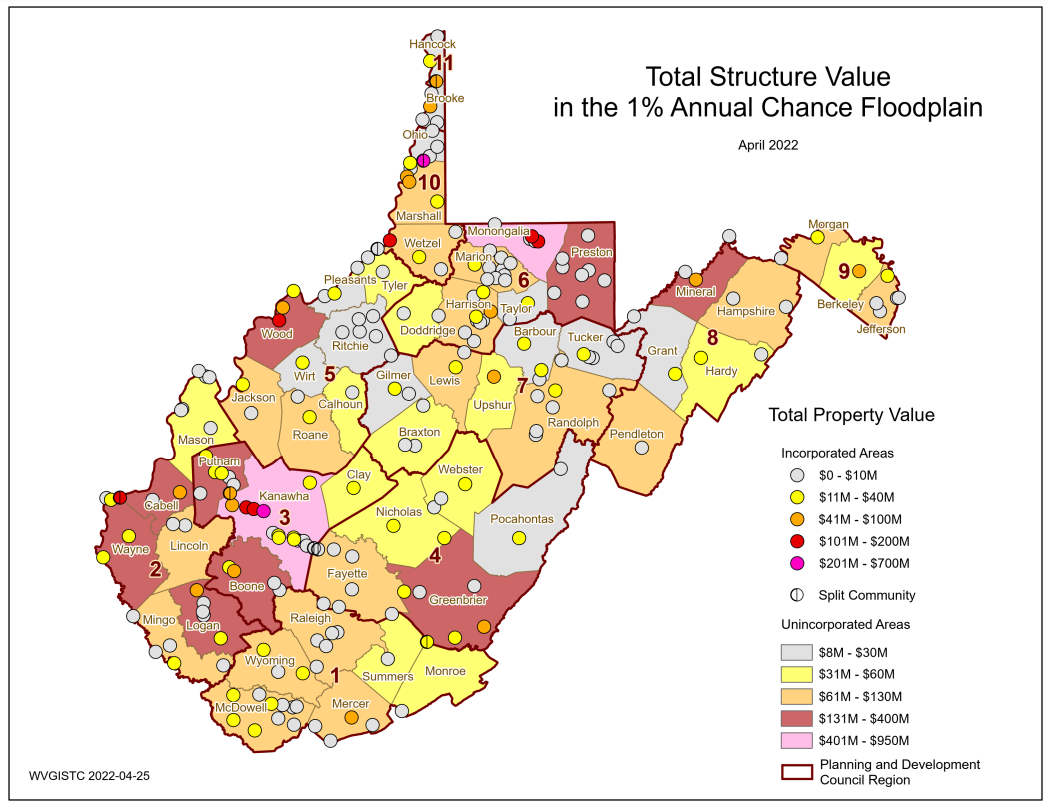 Total Structure Value
in the 1% Annual Chance Floodplain
April 2022
Hancock
11
Brooke
Ohio
10
Marshall
Wetzel
Monongalia
Marion
Preston
6
Pleasants
Tyler
Harrison
Taylor
Doddridge
Wood
Ritchie
Barbour
Tucker
Morgan
9
Berkeley
Jefferson
Mineral
Hampshire
8
Grant
Hardy
Wirt
5
Gilmer
Lewis
7
Upshur
Jackson
Calhoun
Roane
Randolph
Pendleton
Mason
Braxton
Putnam
Clay
Webster
Kanawha
3
Cabell
Nicholas
Pocahontas
Wayne
Lincoln
2
4
Fayette
Boone
Greenbrier
Mingo
Logan
Raleigh
Wyoming
1
Summers
Monroe
McDowell
Mercer
Total Property Value
Incorporated Areas
$0 - $10M
$11M - $40M
$41M - $100M
$101M - $200M
$201M - $700M
Split Community
Unincorporated Areas
$8M - $30M
$31M - $60M
$61M - $130M
$131M - $400M
$401M - $950M
Planning and Development
Council Region
WVGISTC 2022-04-25